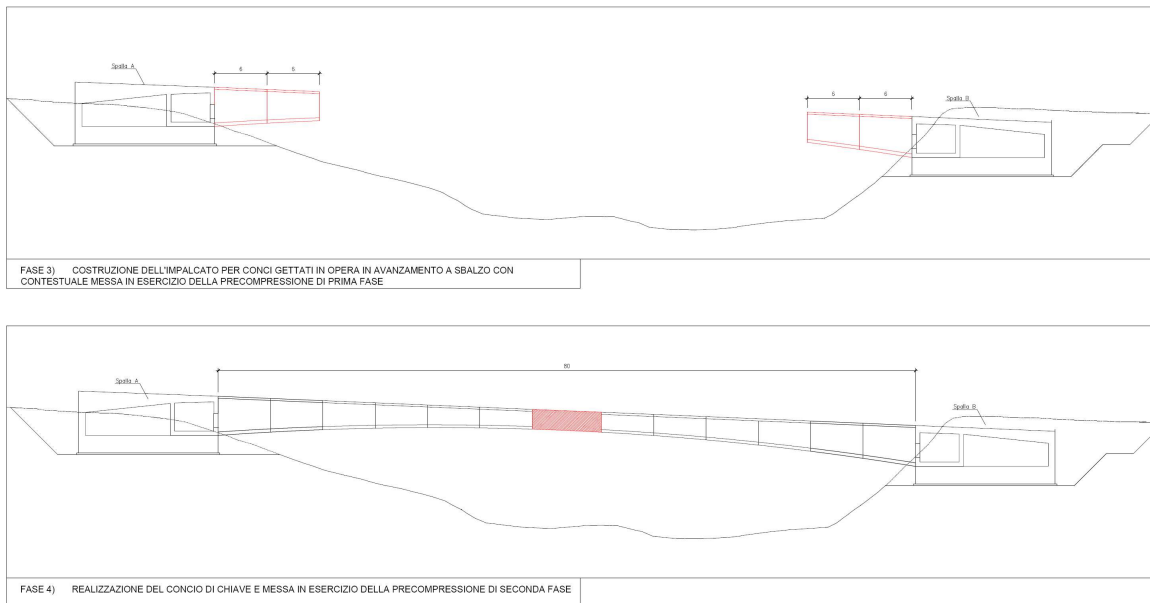 Spalla A
6 6
6 6
Spalla B
FASE 3) COSTRUZIONE DELL'IMPALCATO PER CONCI GETTATI IN OPERA IN AVANZAMENTO A SBALZO CON
CONTESTUALE MESSA IN ESERCIZIO DELLA PRECOMPRESSIONE DI PRIMA FASE
80
Spalla A
Spalla B
FASE 4) REALIZZAZIONE DEL CONCIO DI CHIAVE E MESSA IN ESERCIZIO DELLA PRECOMPRESSIONE DI SECONDA FASE